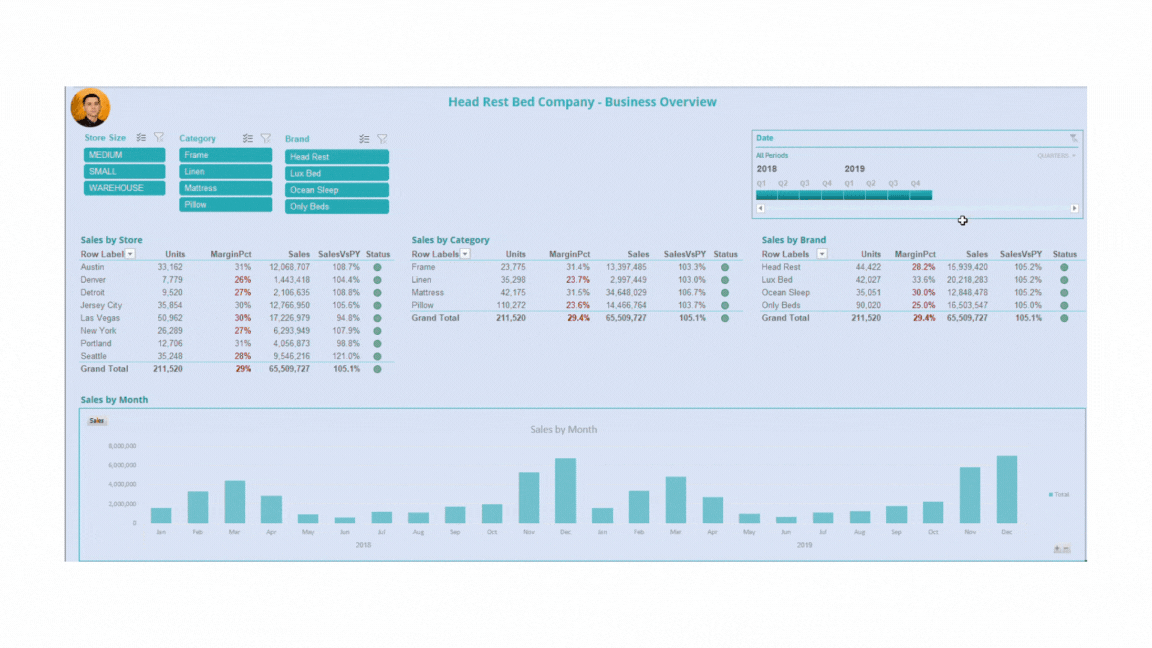 Head Rest Bed Company - Business Overview
Store Size
MEDIUM
SMALL
WAREHOUSE
Category
Frame
Linen
Mattress
Pillow
Brand
Head Rest
Lux Bed
Ocean Sleep
Only Beds
Date
All Periods QUARTERS
2018 2019
Q1 Q2 Q3 Q4 Q1 Q2 Q3 Q4
Sales by Store
Row Label Units MarginPct Sales SalesVsPY Status
Austin 33,162 31% 12,068,707 108.7%
Denver 7,779 26% 1,443,418 104.4%
Detroit 9,520 27% 2,106,635 108.8%
Jersey City 35,854 30% 12,766,950 105.6%
Las Vegas 50,962 30% 17,226,979 94.8%
New York 26,289 27% 6,293,949 107.9%
Portland 12,706 31% 4,056,873 98.8%
Seattle 35,248 28% 9,546,216 121.0%
Grand Total 211,520 29% 65,509,727 105.1%
Sales by Category
Row Labels Units MarginPct Sales SalesVsPY Status
Frame 23,775 31.4% 13,397,485 103.3%
Linen 35,298 23.7% 2,997,449 103.0%
Mattress 42,175 31.5% 34,648,029 106.7%
Pillow 110,272 23.6% 14,466,764 103.7%
Grand Total 211,520 29.4% 65,509,727 105.1%
Sales by Brand
Row Labels Units MarginPct Sales SalesVsPY Status
Head Rest 44,422 28.2% 15,939,420 105.2%
Lux Bed 42,027 33.6% 20,218,283 105.2%
Ocean Sleep 35,051 30.0% 12,848,478 105.2%
Only Beds 90,020 25.0% 16,503,547 105.0%
Grand Total 211,520 29.4% 65,509,727 105.1%
Sales by Month
Sales
Sales by Month
8,000,000
6,000,000
4,000,000
2,000,000
0
Jan Feb Mar Apr May Jun Jul Aug Sep Oct Nov Dec Jan Feb Mar Apr May Jun Jul Aug Sep Oct Nov Dec
2018 2019
Total